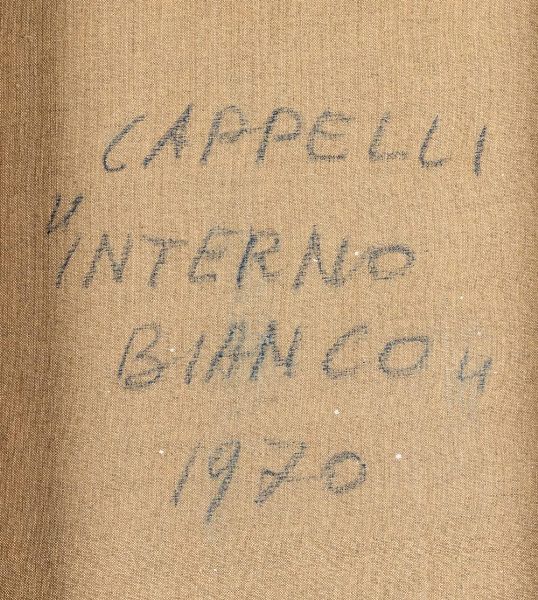 CAPPELLI
"INTERNO
BIANCO"
1970